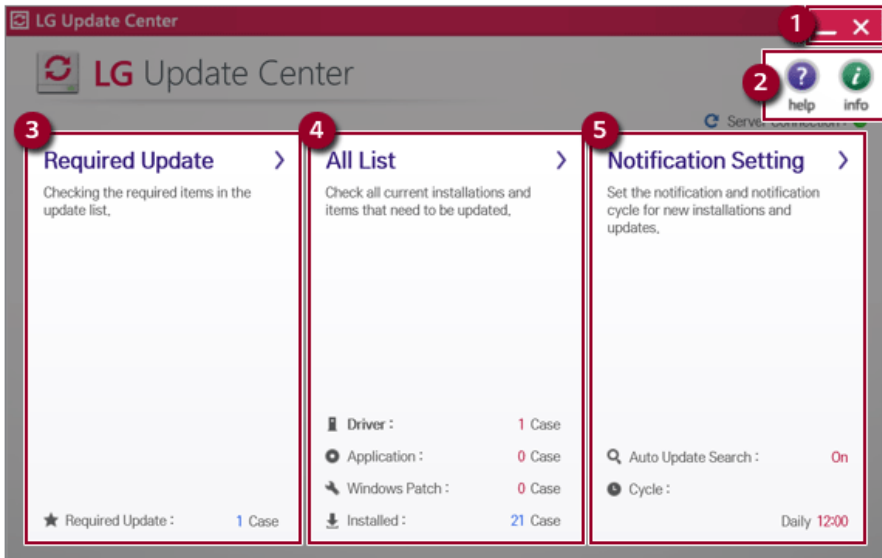 LG Update Center
1
LG Update Center
2
?
i
help
info
Server Connection :
3
Required Update >
Checking the required items in the
update list.
Required Update : 1 Case
4
All List >
Check all current installations and
items that need to be updated.
Driver : 1 Case
Application : 0 Case
Windows Patch : 0 Case
Installed : 21 Case
5
Notification Setting >
Set the notification and notification
cycle for new installations and
updates.
Auto Update Search : On
Cycle :
Daily 12:00